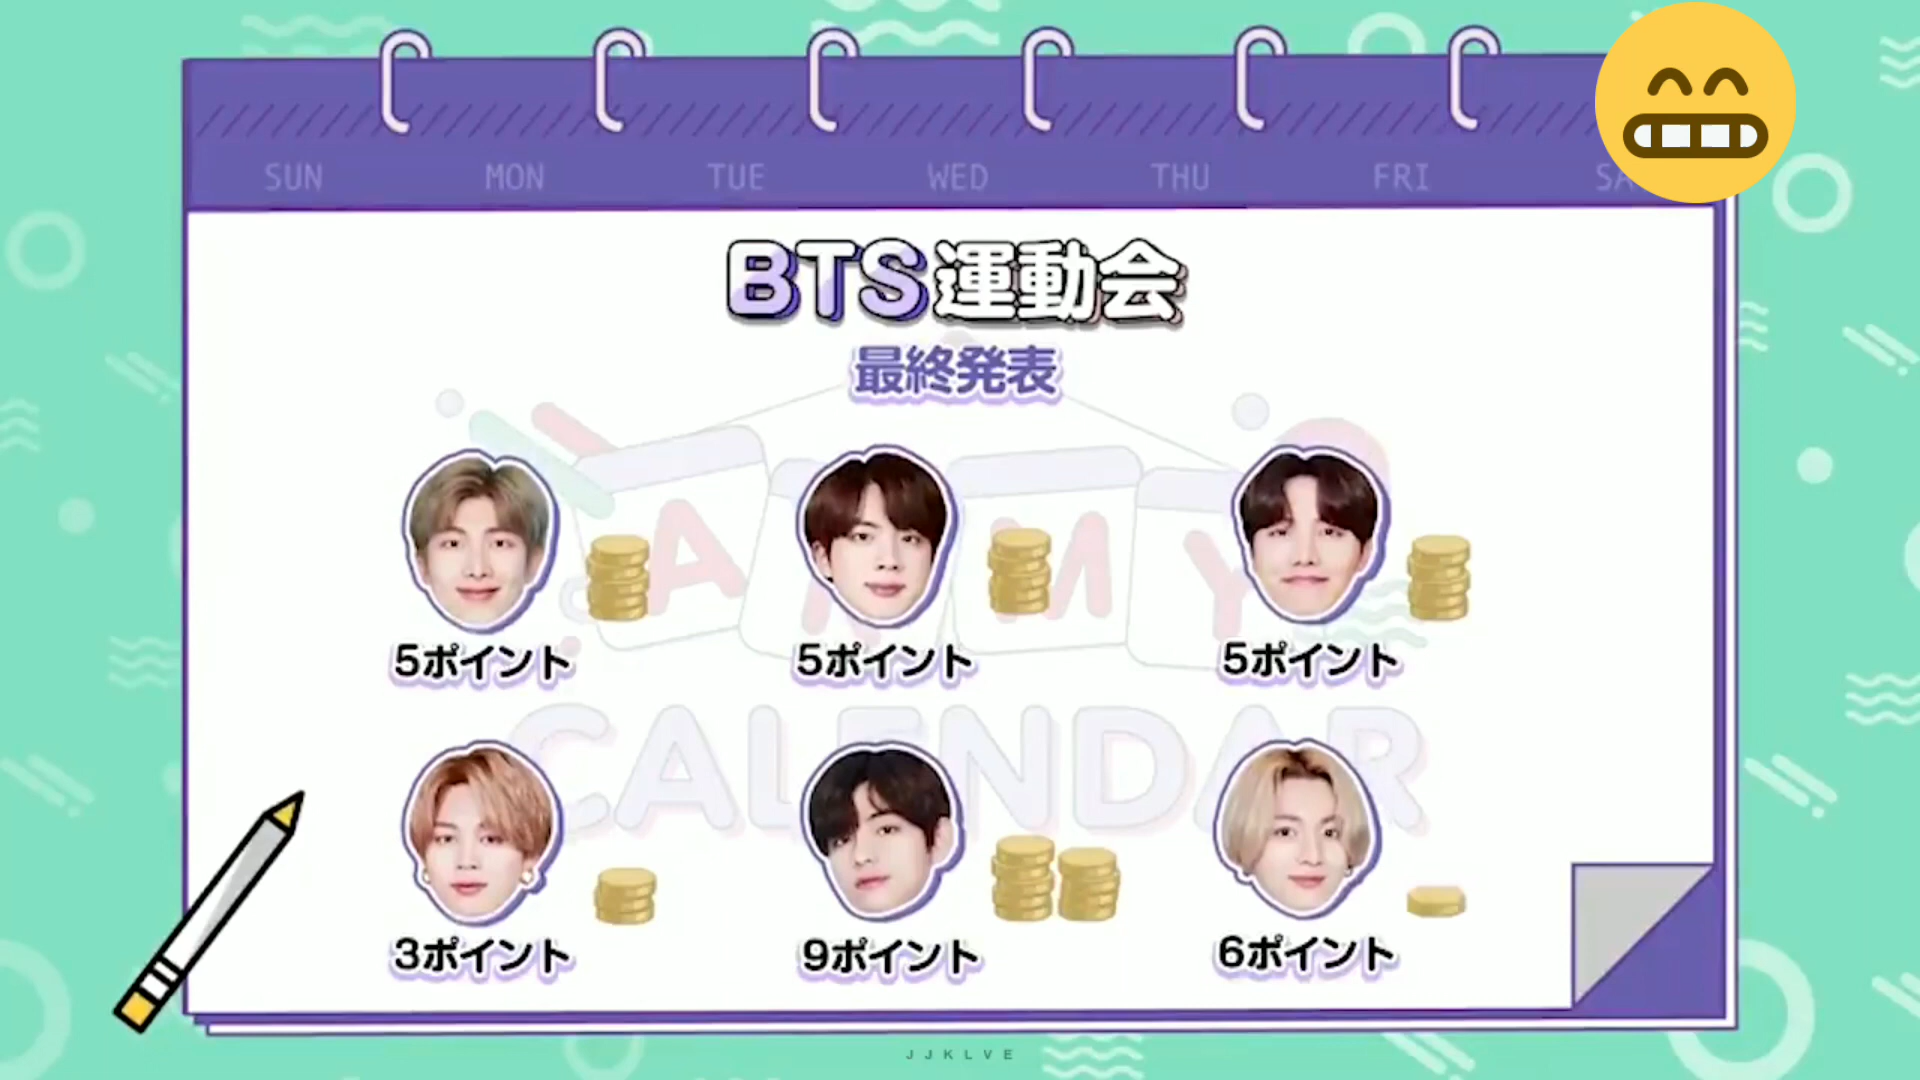 SUN MON TUE WED THU FRI
BTS運動会
最終発表
ARMY
5ポイント 5ポイント 5ポイント
CALENDAR
3ポイント 9ポイント 6ポイント
JJKLVE